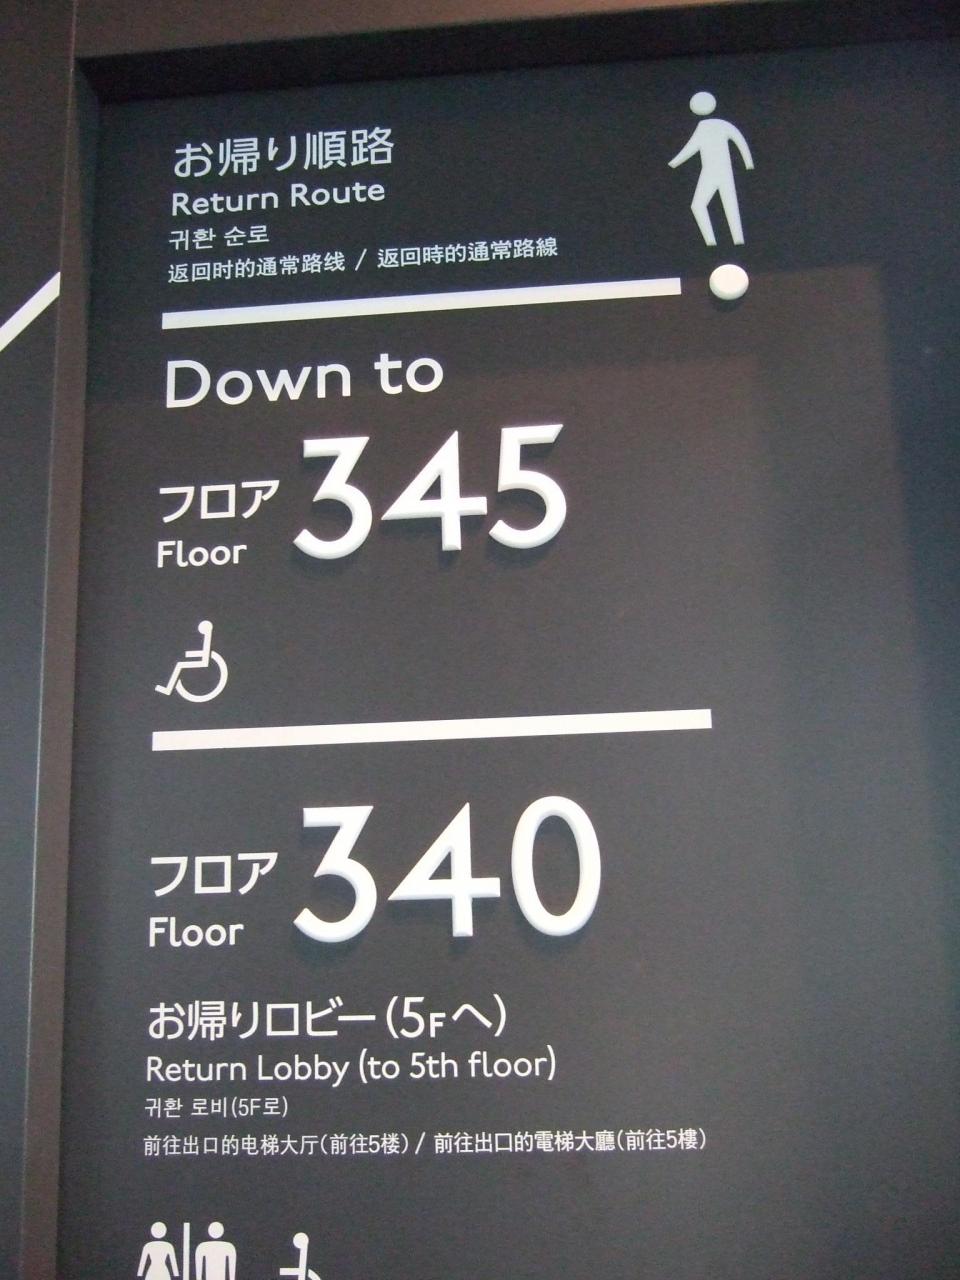 お帰り順路
Return Route
귀환 순로
返回时的通常路线 / 返回時的通常路線
Down to
フロア 345
Floor
フロア 340
Floor
お帰りロビー(5Fへ)
Return Lobby (to 5th floor)
귀환 로비(5F로)
前往出口的电梯大厅(前往5楼) / 前往出口的電梯大廳(前往5樓)